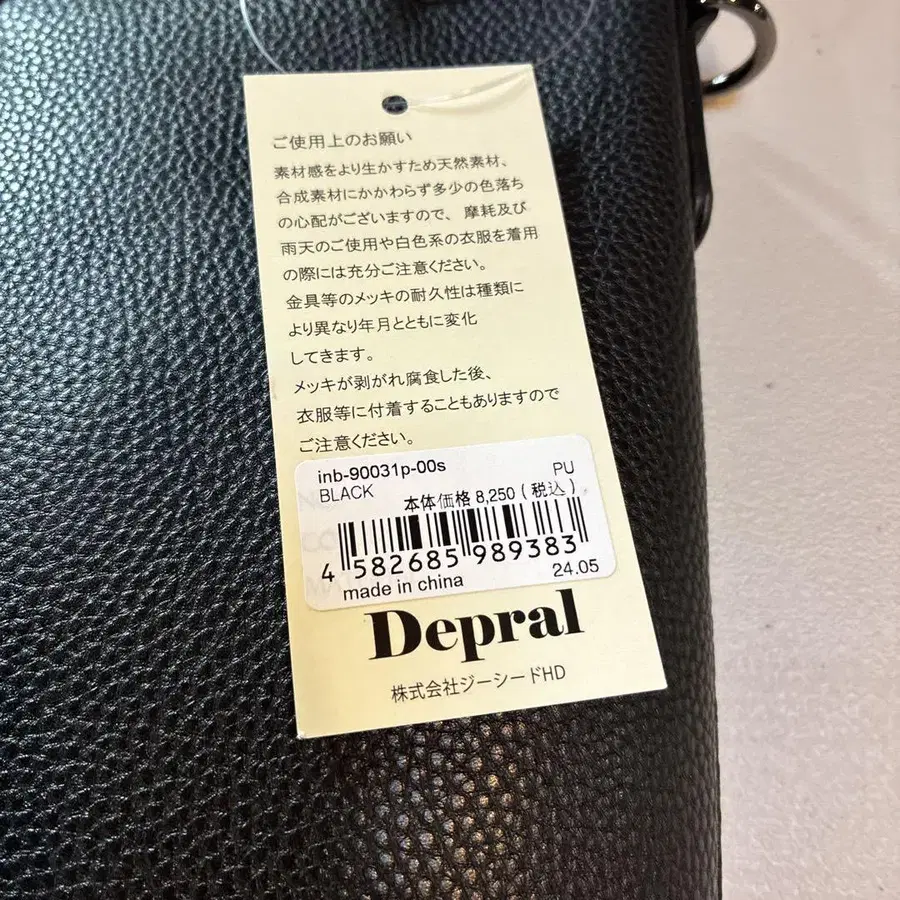 ご使用上のお願い
素材感をより生かすため天然素材、
合成素材にかかわらず多少の色落ち
の心配がございますので、摩耗及び
雨天のご使用や白色系の衣服を着用
の際には充分ご注意ください。
金具等のメッキの耐久性は種類に
より異なり年月とともに変化
してきます。
メッキが剥がれ腐食した後、
衣服等に付着することもありますので
ご注意ください。
inb-90031p-00s PU
BLACK
本体価格 8,250 (税込)
4 582685 989383
made in china 24.05
Depral
株式会社ジーシードHD